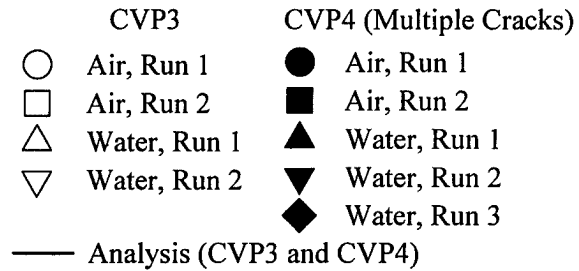 CVP3 CVP4 (Multiple Cracks)
Air, Run 1 Air, Run 1
Air, Run 2 Air, Run 2
Water, Run 1 Water, Run 1
Water, Run 2 Water, Run 2
Water, Run 3
Analysis (CVP3 and CVP4)